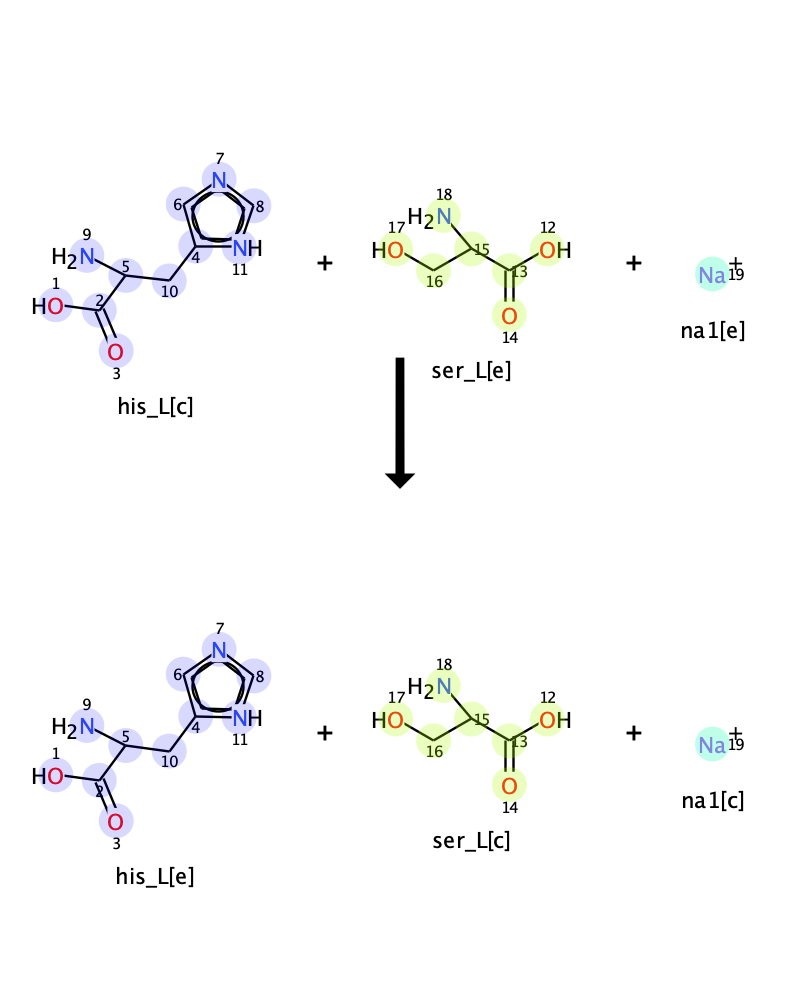 7
N
6
8
18
H₂N
9
H₂N
4
NH
11
17
HO
15
12
OH
5
10
+
16
13
+
Na⁺
19
1
HO
2
O
14
na1[e]
O
3
ser_L[e]
his_L[c]
7
N
6
8
18
H₂N
9
H₂N
4
NH
11
17
HO
15
12
OH
5
10
+
16
13
+
Na⁺
19
1
HO
2
O
14
na1[c]
O
3
ser_L[c]
his_L[e]